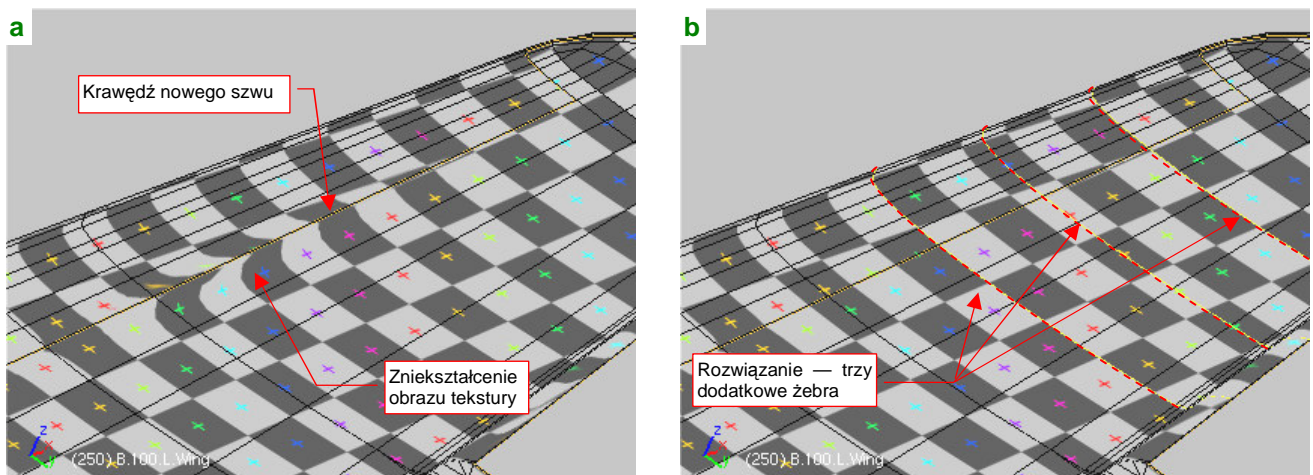 a
Krawędź nowego szwu
Zniekształcenie
obrazu tekstury
z
y
(250) B.100.L.Wing
b
Rozwiązanie — trzy
dodatkowe żebra
z
y
(250) B.100.L.Wing